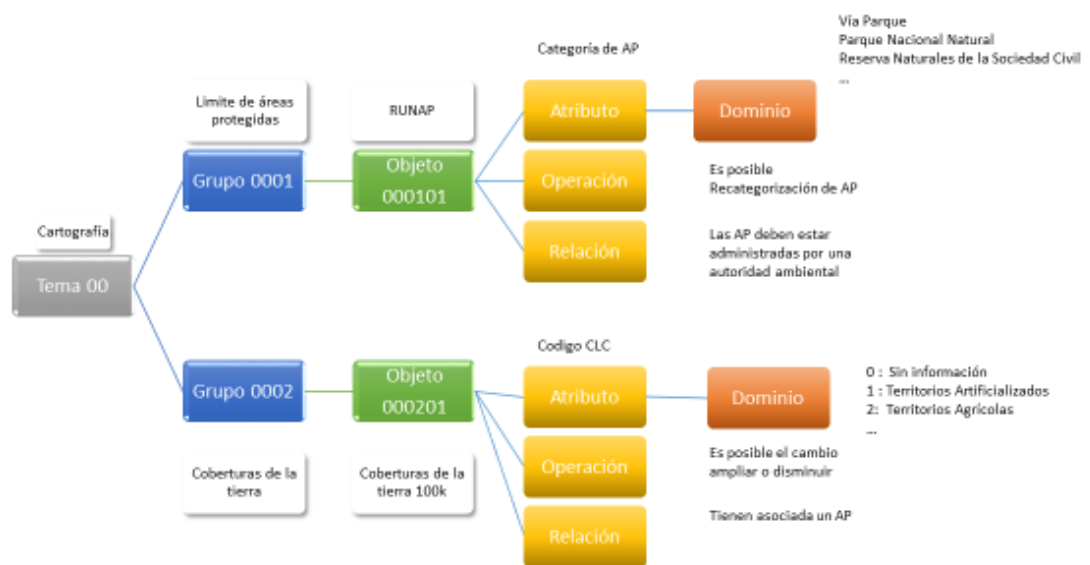 Vía Parque
Parque Nacional Natural
Reserva Naturales de la Sociedad Civil
...
Categoría de AP
Limite de áreas
protegidas
RUNAP
Atributo
Dominio
Grupo 0001
Objeto
000101
Operación
Es posible
Recategorización de AP
Relación
Las AP deben estar
administradas por una
autoridad ambiental
Cartografía
Tema 00
Codigo CLC
Grupo 0002
Objeto
000201
Atributo
Dominio
0 : Sin información
1 : Territorios Artificializados
2: Territorios Agrícolas
...
Coberturas de la
tierra
Coberturas de la
tierra 100k
Operación
Es posible el cambio
ampliar o disminuir
Relación
Tienen asociada un AP